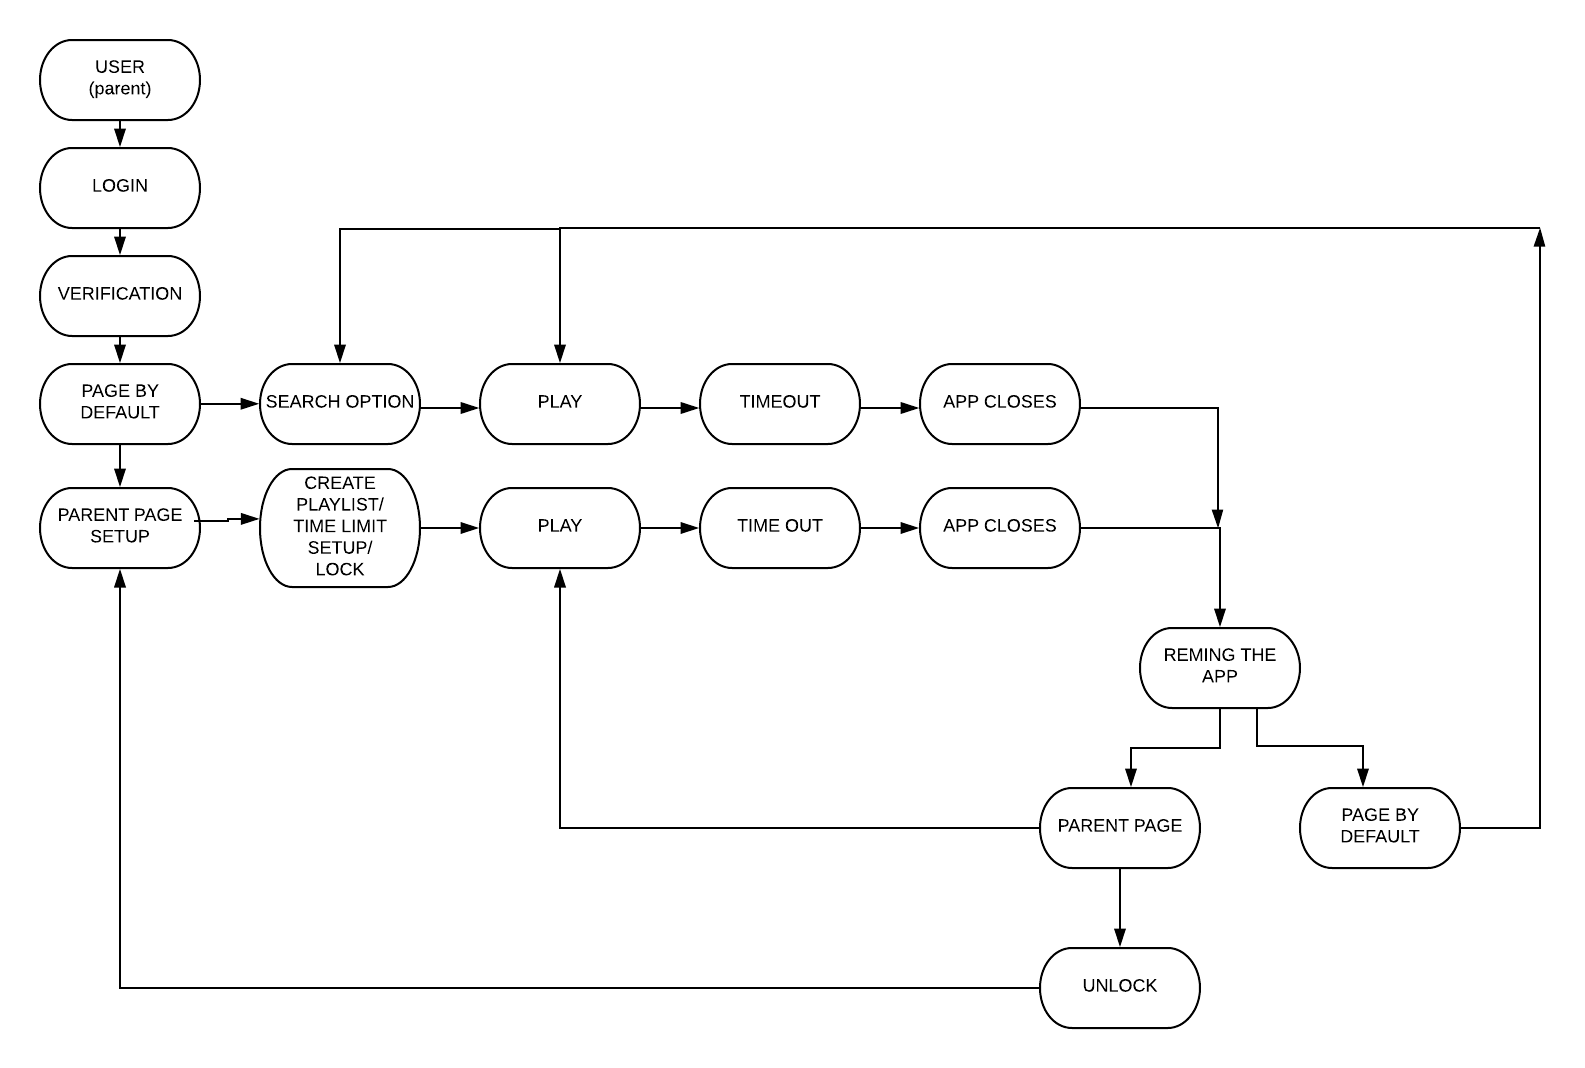 USER
(parent)
LOGIN
VERIFICATION
PAGE BY
DEFAULT
SEARCH OPTION
PLAY
TIMEOUT
APP CLOSES
PARENT PAGE
SETUP
CREATE
PLAYLIST/
TIME LIMIT
SETUP/
LOCK
PLAY
TIME OUT
APP CLOSES
REMING THE
APP
PARENT PAGE
PAGE BY
DEFAULT
UNLOCK